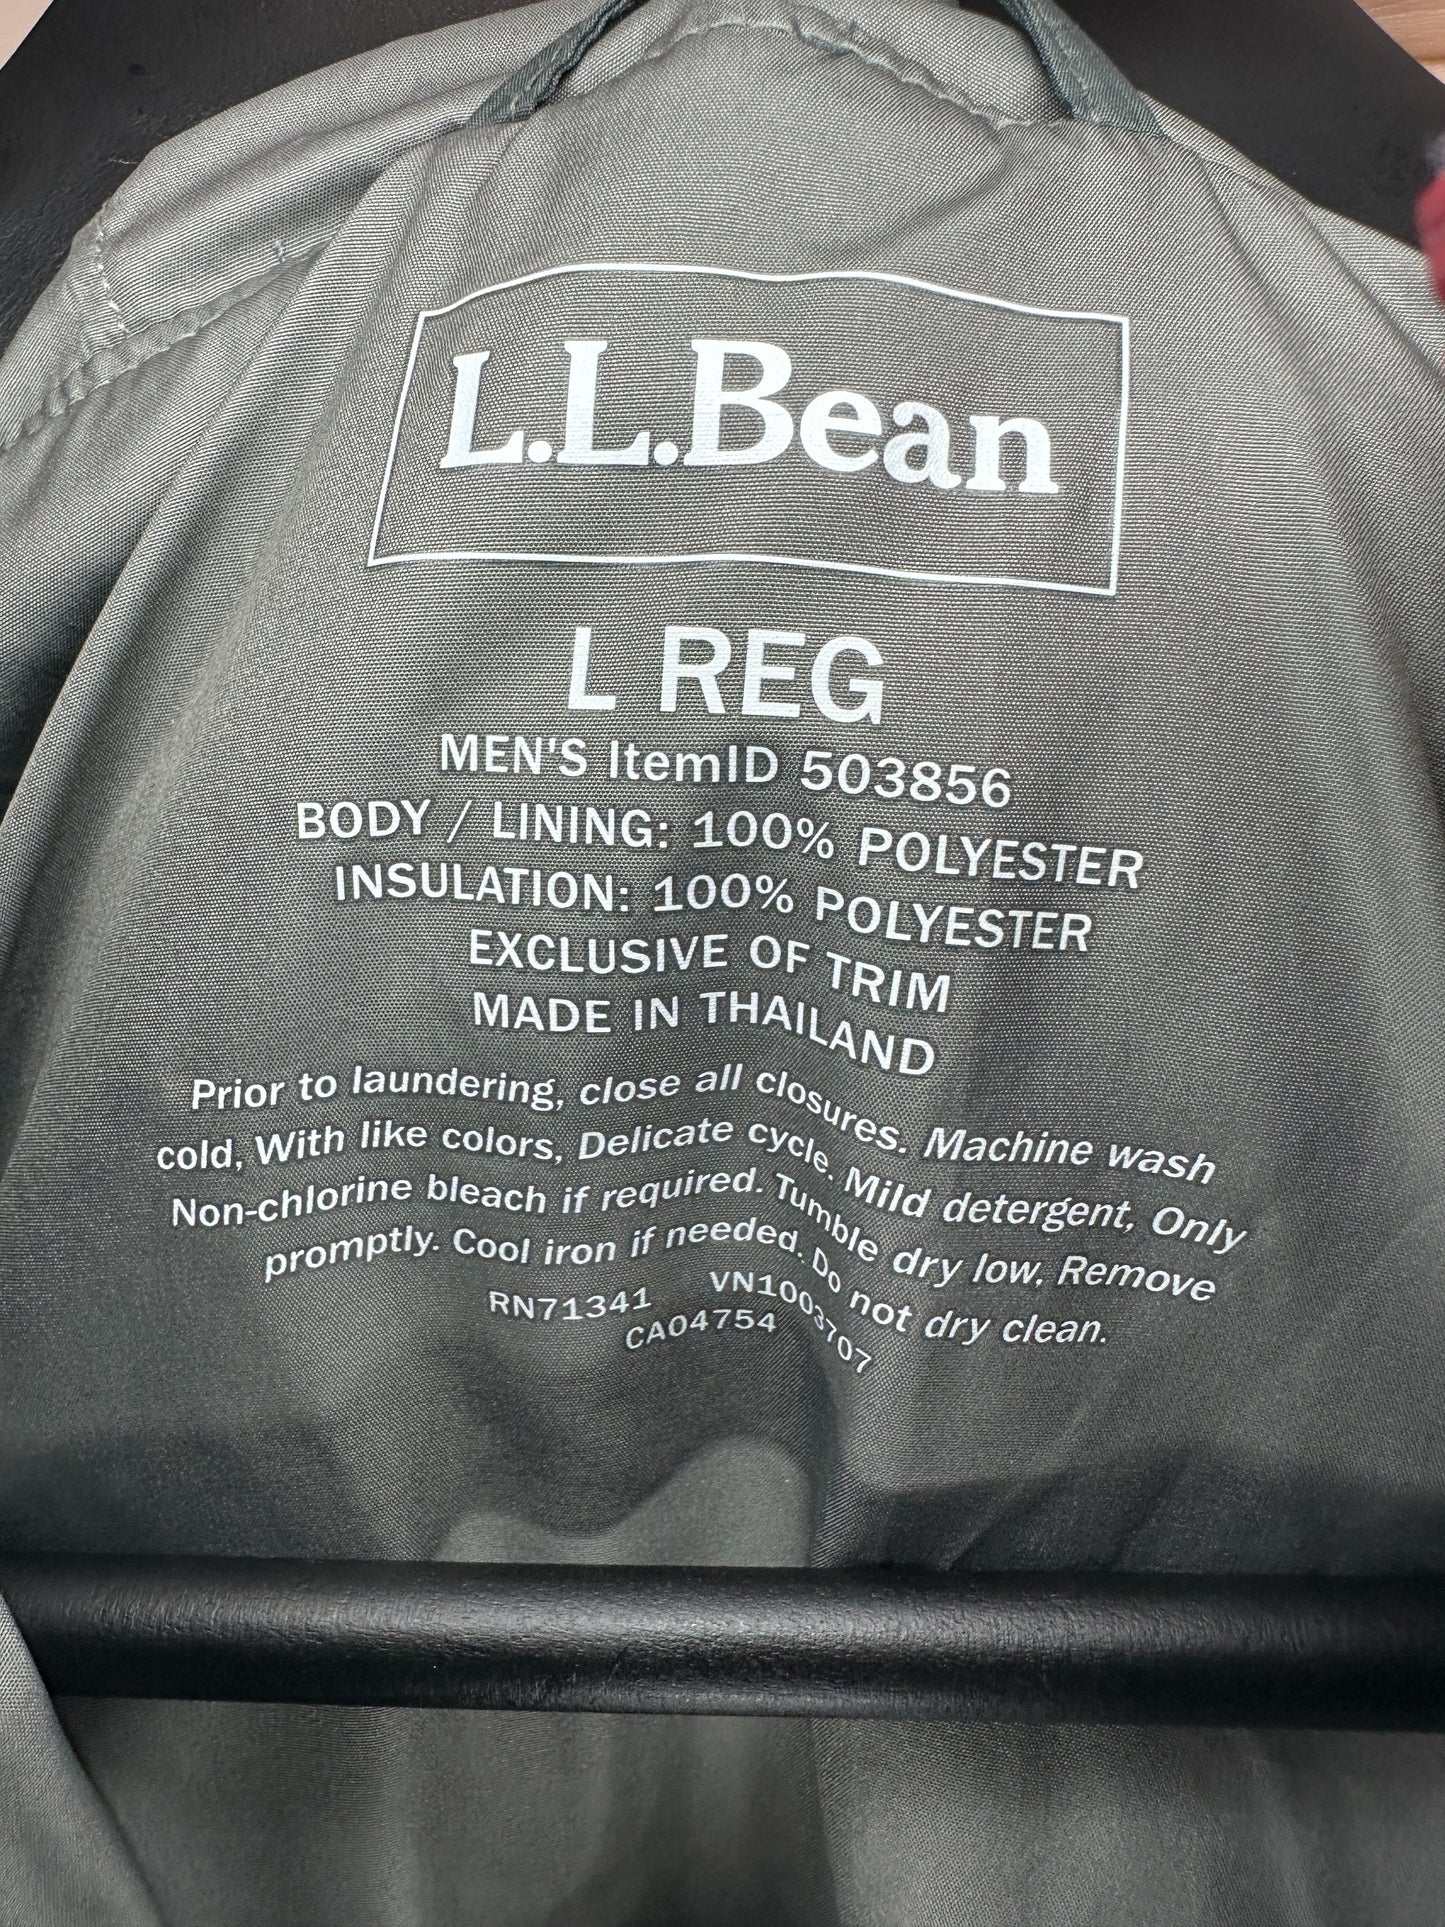 L.L.Bean
L REG
MEN'S ItemID 503856
BODY / LINING: 100% POLYESTER
INSULATION: 100% POLYESTER
EXCLUSIVE OF TRIM
MADE IN THAILAND
Prior to laundering, close all closures. Machine wash
cold, With like colors, Delicate cycle. Mild detergent, Only
Non-chlorine bleach if required. Tumble dry low, Remove
promptly. Cool iron if needed. Do not dry clean.
RN71341 VN1003707
CA04754